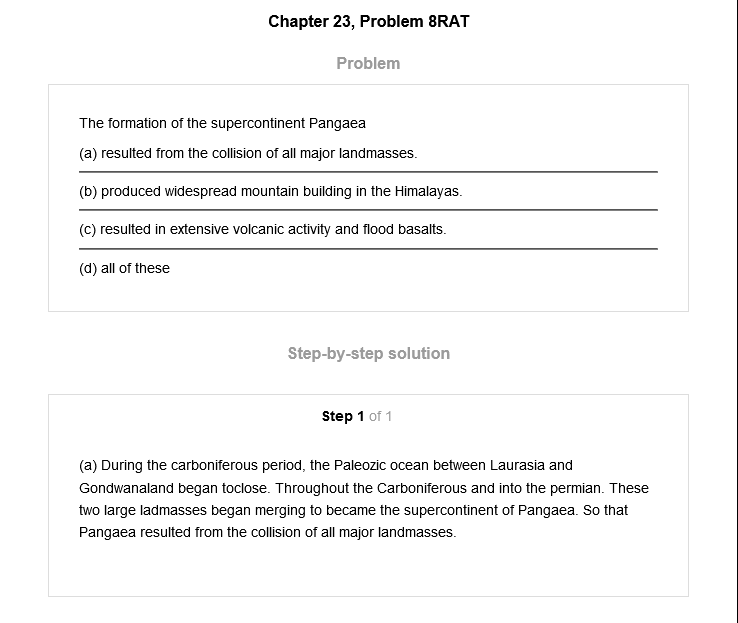 Chapter 23, Problem 8RAT
Problem
The formation of the supercontinent Pangaea
(a) resulted from the collision of all major landmasses.
(b) produced widespread mountain building in the Himalayas.
(c) resulted in extensive volcanic activity and flood basalts.
(d) all of these
Step-by-step solution
Step 1 of 1
(a) During the carboniferous period, the Paleozic ocean between Laurasia and
Gondwanaland began toclose. Throughout the Carboniferous and into the permian. These
two large ladmasses began merging to became the supercontinent of Pangaea. So that
Pangaea resulted from the collision of all major landmasses.